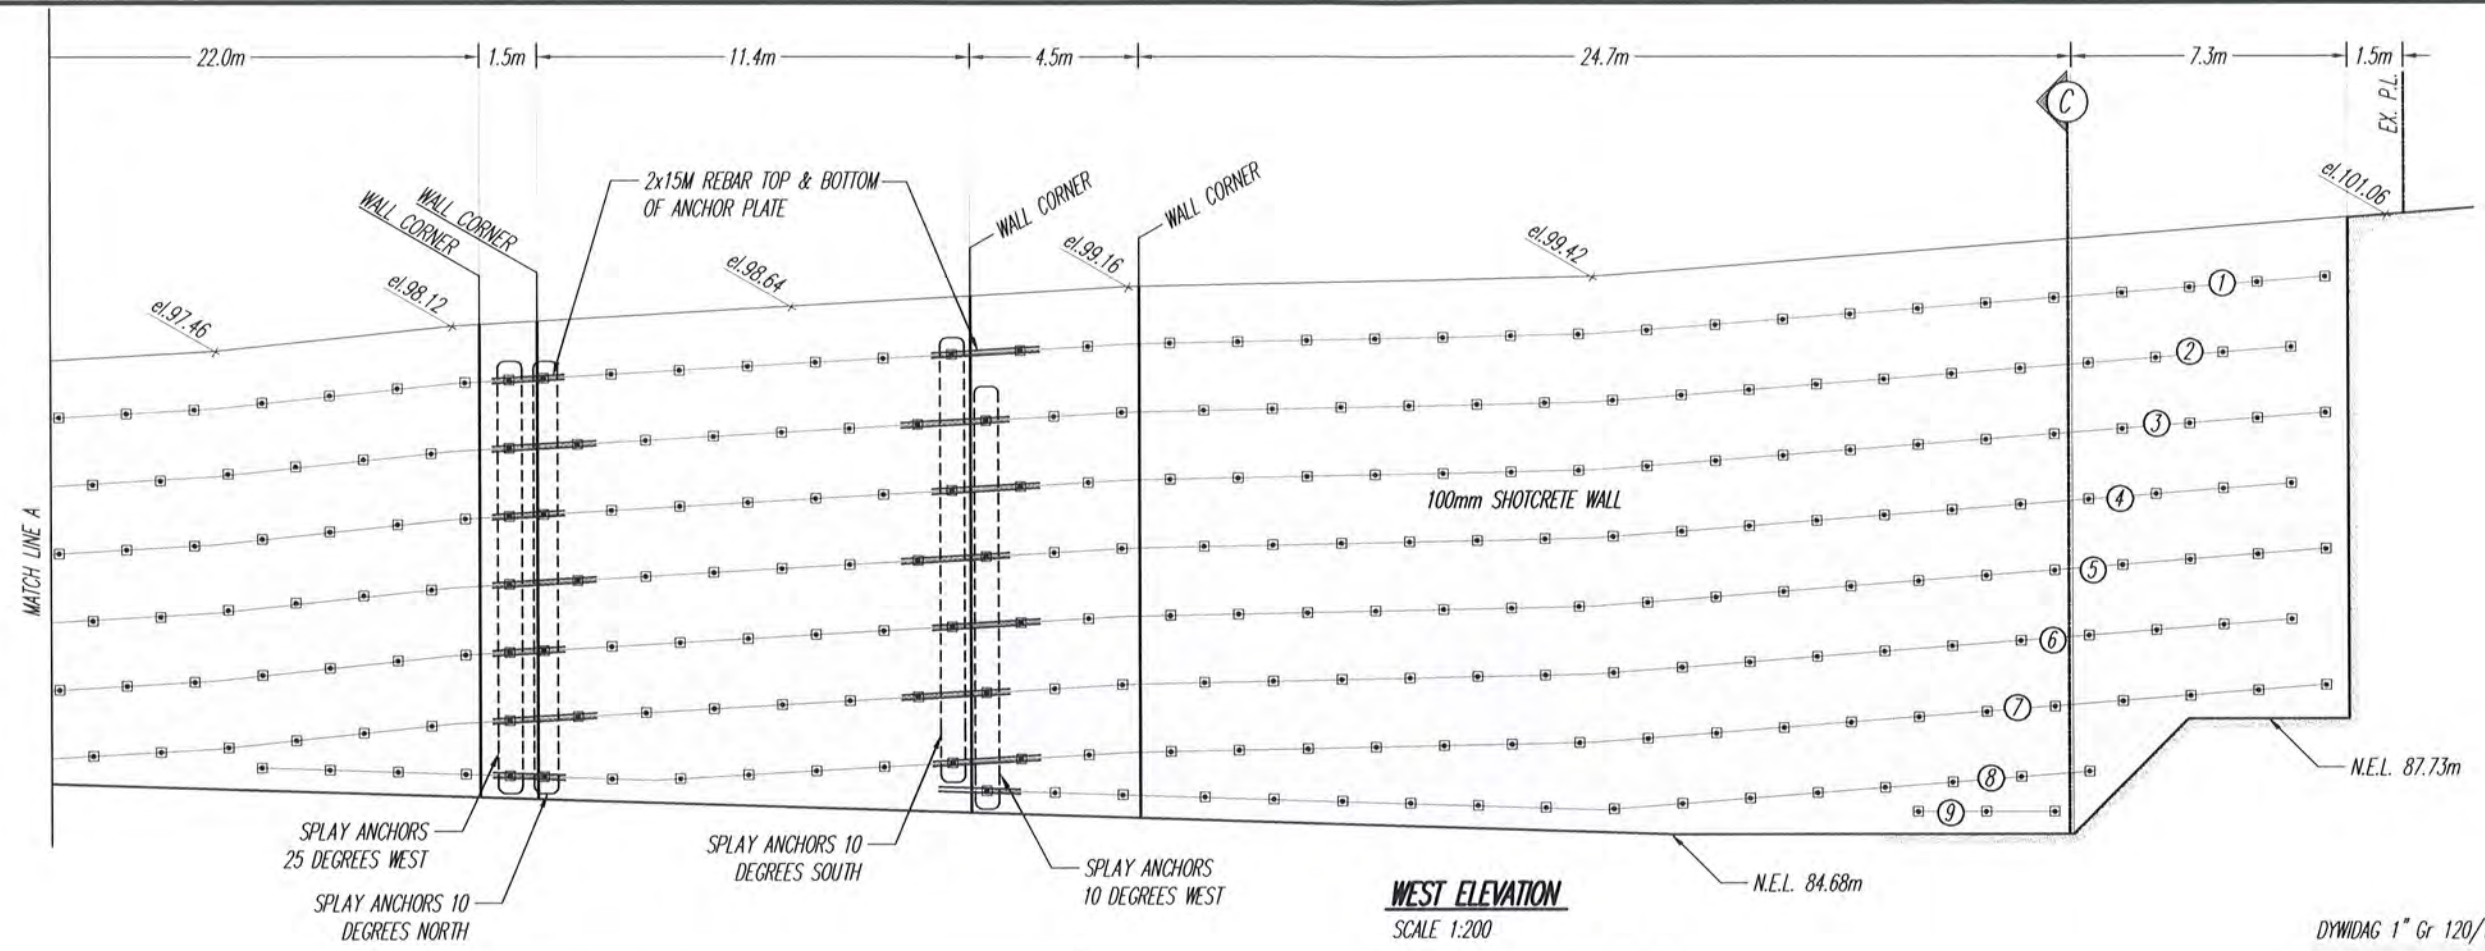 22.0m
1.5m
11.4m
4.5m
24.7m
7.3m
1.5m
C
EX. P.L.
2x15M REBAR TOP & BOTTOM
OF ANCHOR PLATE
WALL CORNER
WALL CORNER
WALL CORNER
WALL CORNER
el.97.46
el.98.12
el.98.64
el.99.16
el.99.42
el.101.06
1
2
3
4
5
6
7
8
9
100mm SHOTCRETE WALL
MATCH LINE A
N.E.L. 87.73m
N.E.L. 84.68m
SPLAY ANCHORS
25 DEGREES WEST
SPLAY ANCHORS 10
DEGREES NORTH
SPLAY ANCHORS 10
DEGREES SOUTH
SPLAY ANCHORS
10 DEGREES WEST
WEST ELEVATION
SCALE 1:200
DYWIDAG 1" Gr 120/